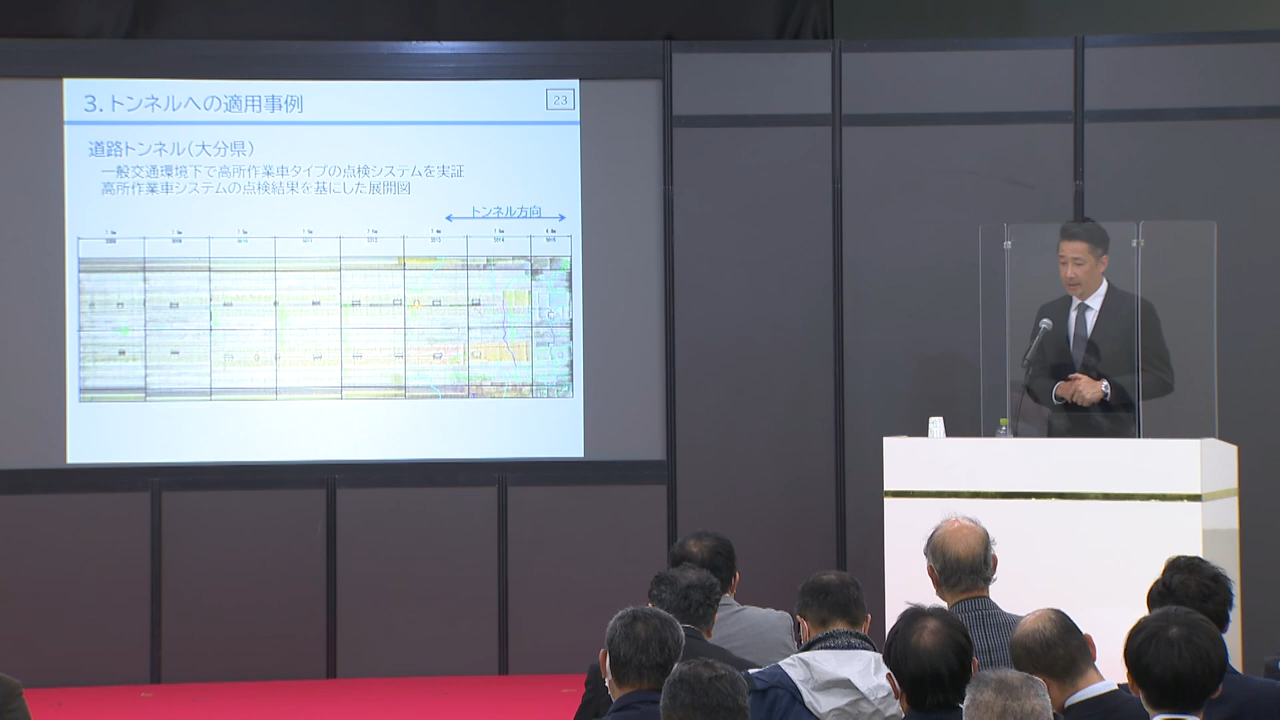 3．トンネルへの適用事例
23
道路トンネル（大分県）
一般交通環境下で高所作業車タイプの点検システムを実証
高所作業車システムの点検結果を基にした展開図
トンネル方向